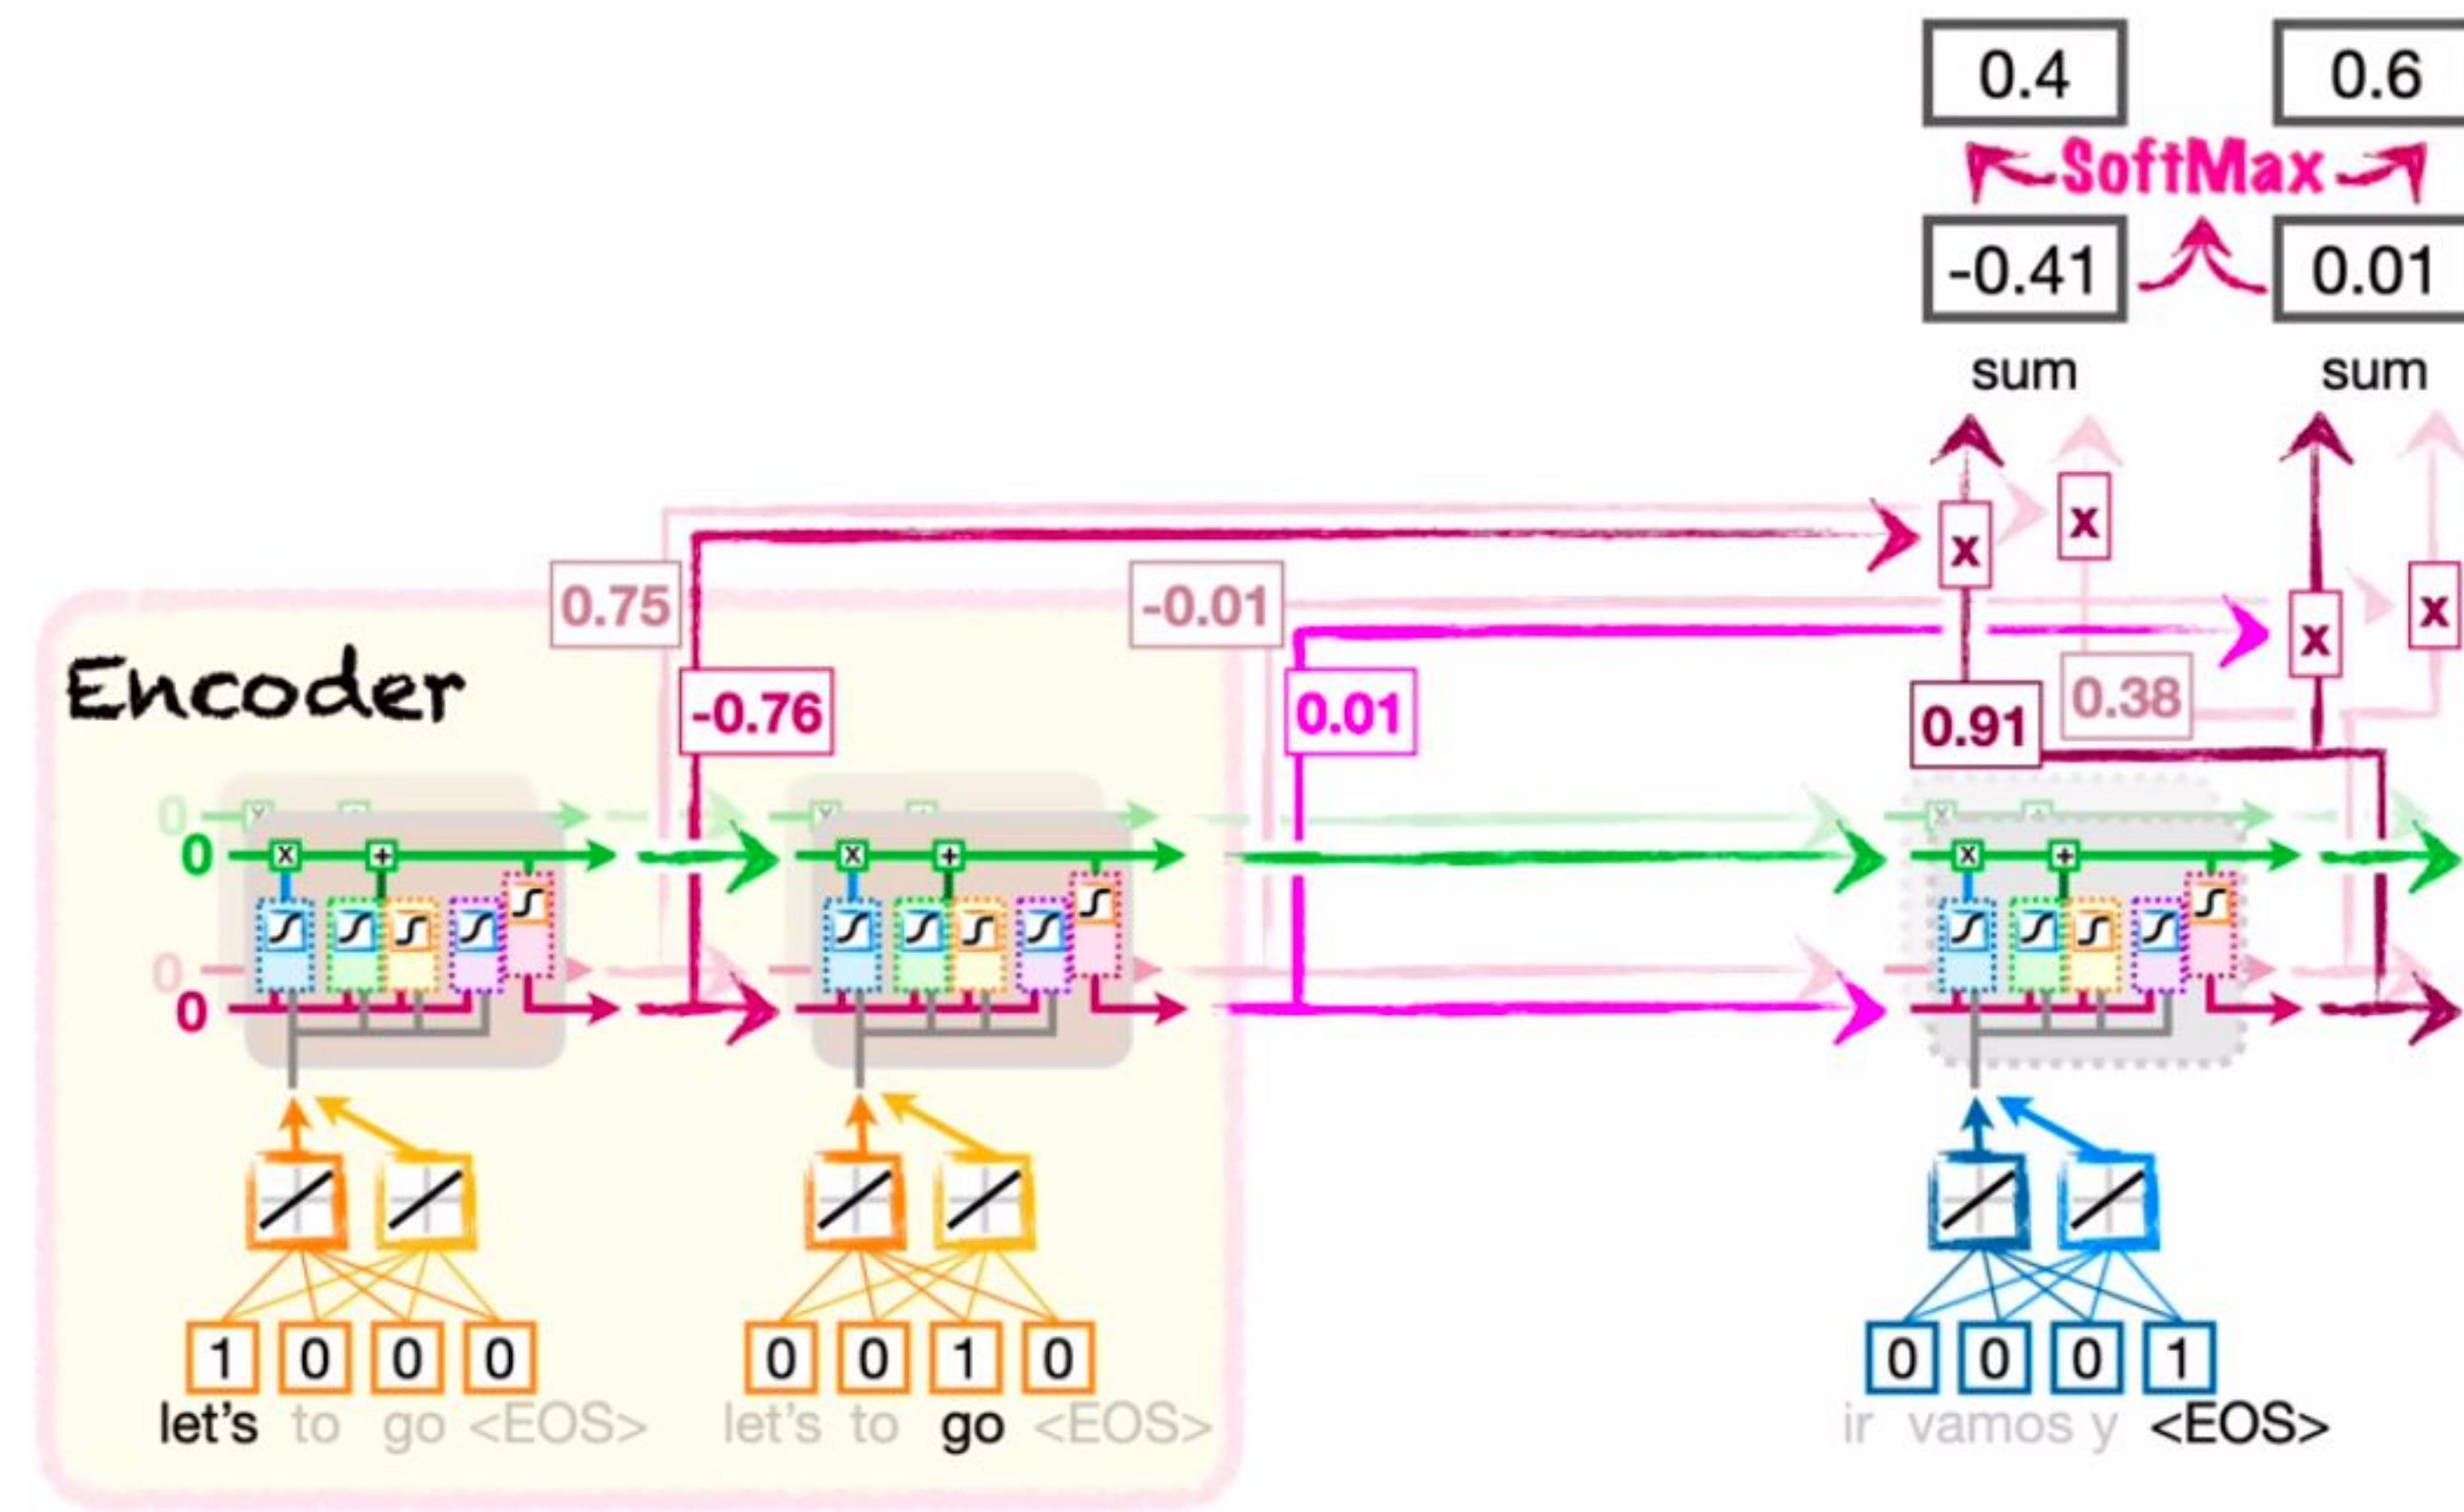 0.4 0.6
SoftMax
-0.41 0.01
sum sum
x x
0.75 -0.01 x x
Encoder -0.76 0.01 0.91 0.38
0 x + x + x +
0 x + x + x +
0
0
1 0 0 0 0 0 1 0 0 0 0 1
let's to go <EOS> let's to go <EOS> ir vamos y <EOS>